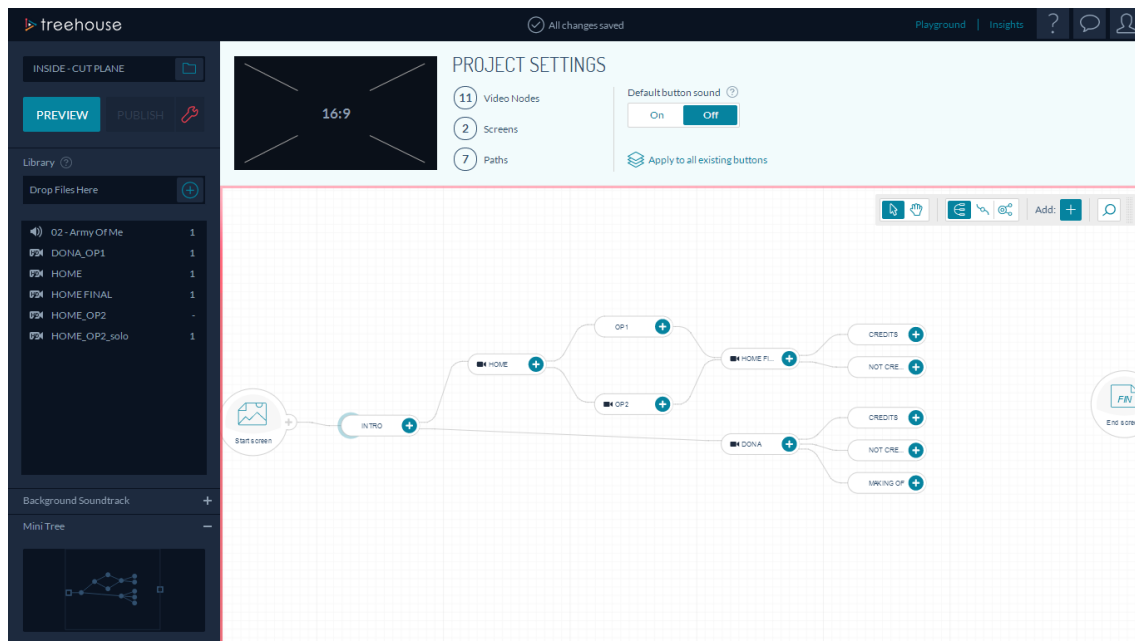 treehouse
All changes saved
Playground | Insights
INSIDE - CUT PLANE
PREVIEW
PUBLISH
Library
Drop Files Here
02 - Army Of Me 1
DONA_OP1 1
HOME 1
HOME FINAL 1
HOME_OP2 -
HOME_OP2_solo 1
Background Soundtrack +
Mini Tree -
16:9
PROJECT SETTINGS
11 Video Nodes
2 Screens
7 Paths
Default button sound ?
On Off
Apply to all existing buttons
Add: +
Start screen
INTRO
HOME
OP1
OP2
HOME FI...
DONA
CREDITS
NOT CRE...
CREDITS
NOT CRE...
MAKING OF
FIN